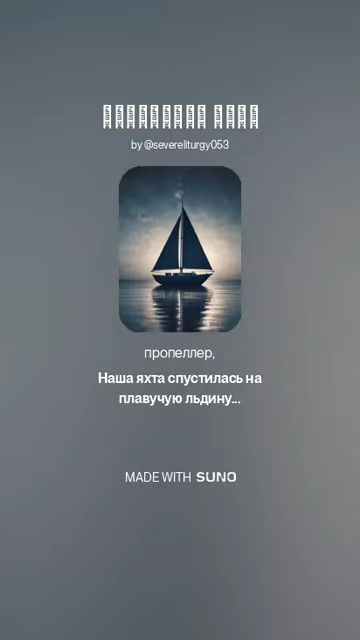 by @severeliturgy053
пропеллер,
Наша яхта спустилась на
плавучую льдину...
MADE WITH SUNO